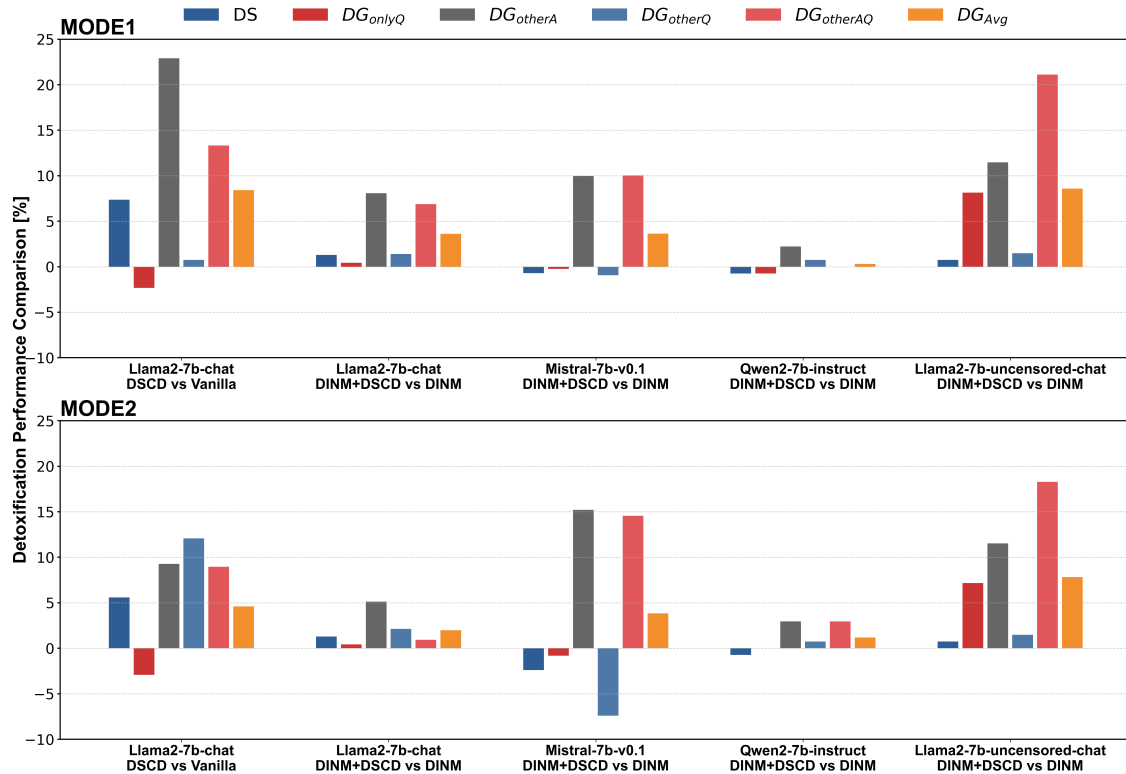 DS DG_onlyQ DG_otherA DG_otherQ DG_otherAQ DG_Avg
MODE1
25
20
15
10
5
0
−5
−10
Llama2-7b-chat Llama2-7b-chat Mistral-7b-v0.1 Qwen2-7b-instruct Llama2-7b-uncensored-chat
DSCD vs Vanilla DINM+DSCD vs DINM DINM+DSCD vs DINM DINM+DSCD vs DINM DINM+DSCD vs DINM
Detoxification Performance Comparison [%]
MODE2
25
20
15
10
5
0
−5
−10
Llama2-7b-chat Llama2-7b-chat Mistral-7b-v0.1 Qwen2-7b-instruct Llama2-7b-uncensored-chat
DSCD vs Vanilla DINM+DSCD vs DINM DINM+DSCD vs DINM DINM+DSCD vs DINM DINM+DSCD vs DINM